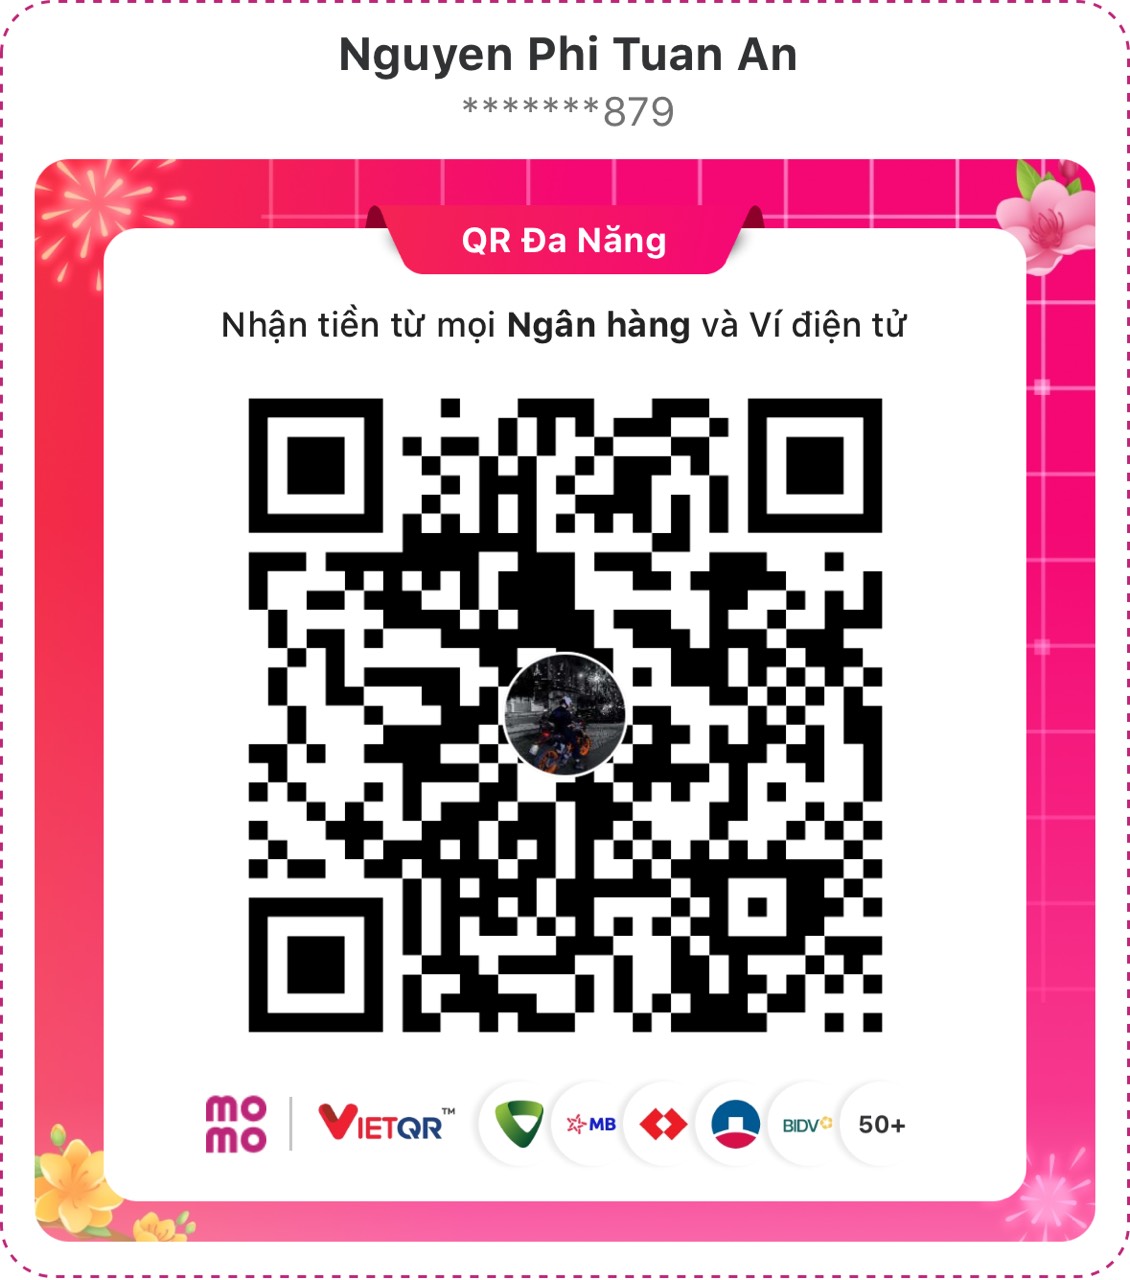 Nguyen Phi Tuan An
*******879
QR Đa Năng
Nhận tiền từ mọi Ngân hàng và Ví điện tử
mo
mo
VIETQR™
MB
BIDV
50+